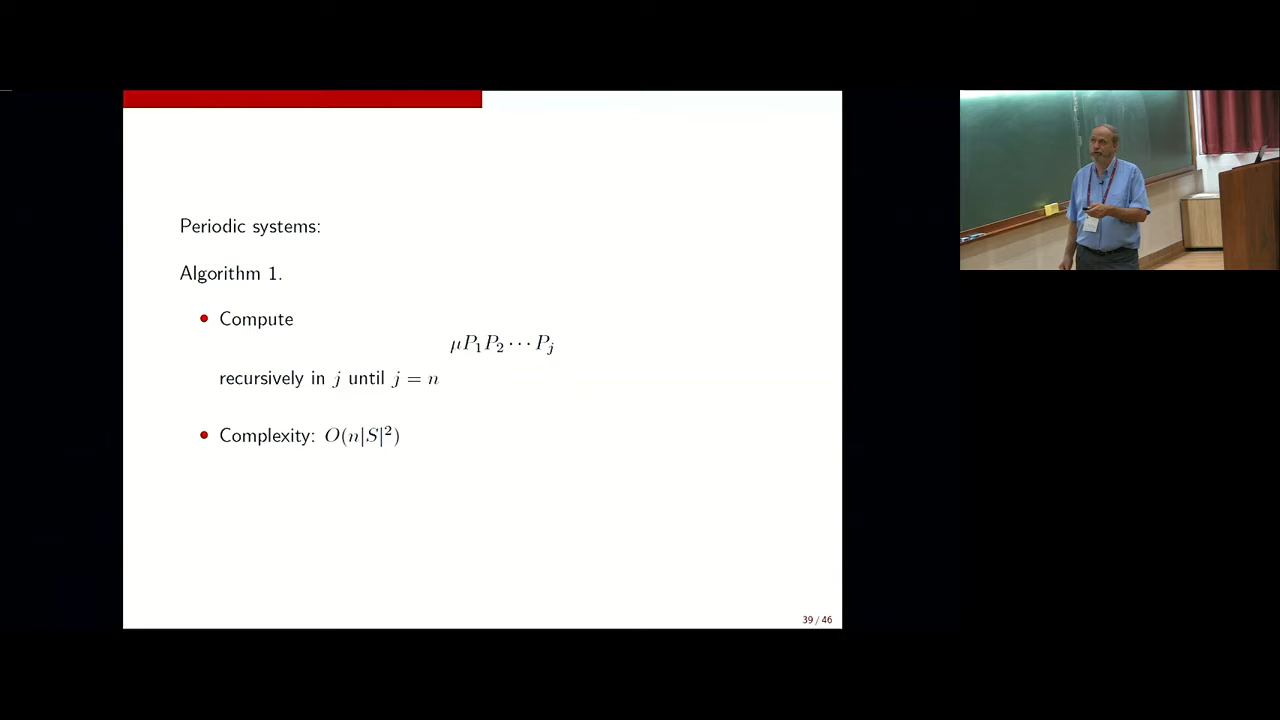 Periodic systems:
Algorithm 1.
• Compute
μP₁P₂ ⋯ Pⱼ
recursively in j until j = n
• Complexity: O(n|S|²)
39 / 46